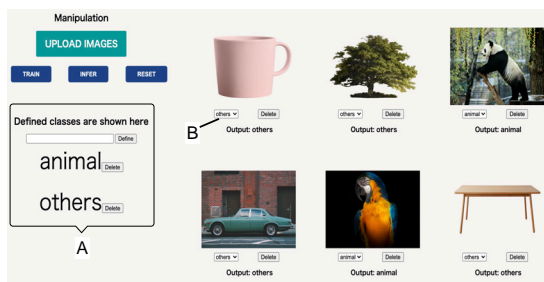 Manipulation
UPLOAD IMAGES
TRAIN
INFER
RESET
Defined classes are shown here
Define
animal Delete
others Delete
A
B
others Delete
Output: others
others Delete
Output: others
animal Delete
Output: animal
others Delete
Output: others
animal Delete
Output: animal
others Delete
Output: others